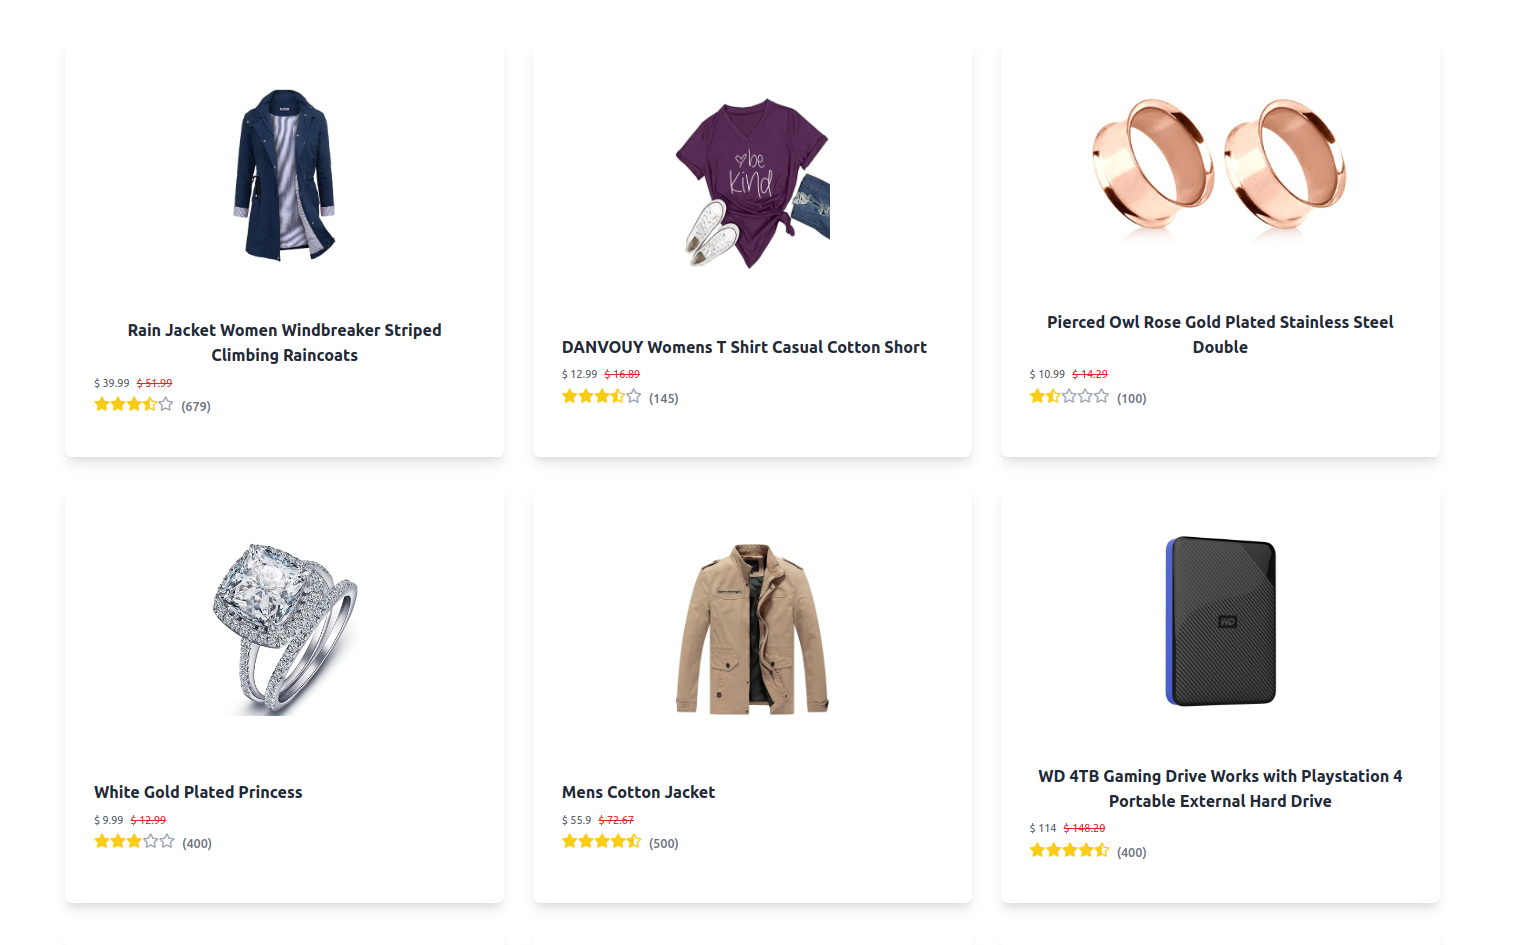 be
kind
Rain Jacket Women Windbreaker Striped
Climbing Raincoats
$ 39.99 $ 51.99
(679)
DANVOUY Womens T Shirt Casual Cotton Short
$ 12.99 $ 16.89
(145)
Pierced Owl Rose Gold Plated Stainless Steel
Double
$ 10.99 $ 14.29
(100)
WD
White Gold Plated Princess
$ 9.99 $ 12.99
(400)
Mens Cotton Jacket
$ 55.9 $ 72.67
(500)
WD 4TB Gaming Drive Works with Playstation 4
Portable External Hard Drive
$ 114 $ 148.20
(400)